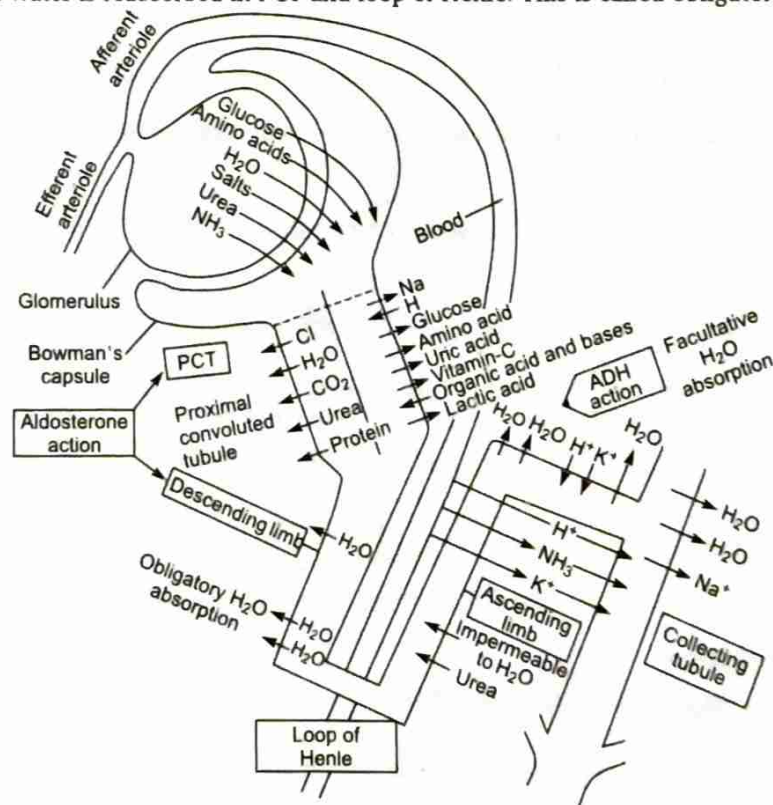 Afferent
arteriole
Efferent
arteriole
Glucose
Amino acids
H₂O
Salts
Urea
NH₃
Blood
Glomerulus
Bowman's
capsule
PCT
Aldosterone
action
Proximal
convoluted
tubule
Descending limb
Cl
H₂O
CO₂
Urea
Protein
Na
H
Glucose
Amino acid
Uric acid
Vitamin-C
Organic acid and bases
Lactic acid
ADH
action
Facultative
H₂O
absorption
H₂O H₂O H⁺ K⁺ H₂O
H₂O
H₂O
Na⁺
H⁺
NH₃
K⁺
H₂O
Obligatory H₂O
absorption
H₂O
H₂O
Ascending
limb
Impermeable
to H₂O
Urea
Collecting
tubule
Loop of
Henle